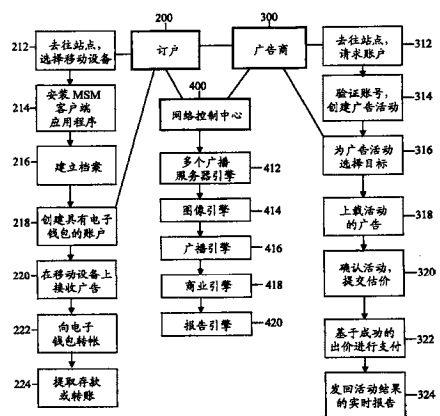 200
订户
300
广告商
400
网络控制中心
212
去往站点,
选择移动设备
214
安装 MSM
客户端
应用程序
216
建立档案
218
创建具有电子
钱包的账户
220
在移动设备上
接收广告
222
向电子
钱包转帐
224
提取存款
或转账
多个广播
服务器引擎
412
图像引擎
414
广播引擎
416
商业引擎
418
报告引擎
420
去往站点,
请求账户
312
验证账号,
创建广告活动
314
为广告活动
选择目标
316
上载活动
的广告
318
确认活动,
提交估价
320
基于成功的
出价进行支付
322
发回活动结果
的实时报告
324